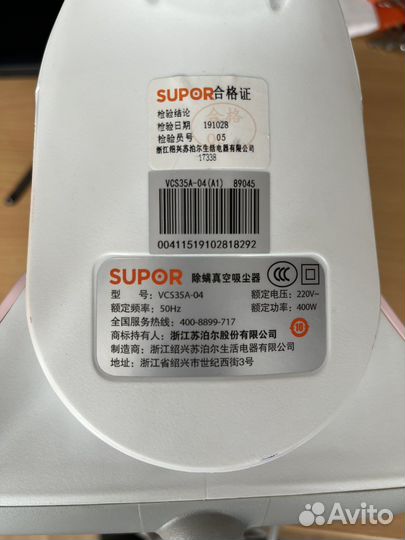 SUPOR合格证
检验结论
合格
检验日期 191028
检验员号 05
浙江绍兴苏泊尔生活电器有限公司
17338
VCS35A-04(A1) 89045
00411519102818292
SUPOR 除螨真空吸尘器
型 号：VCS35A-04 额定电压：220V~
额定频率：50Hz 额定功率：400W
全国服务热线：400-8899-717
商标持有人：浙江苏泊尔股份有限公司
制造商：浙江绍兴苏泊尔生活电器有限公司
地址：浙江省绍兴市世纪西街3号
10
Avito